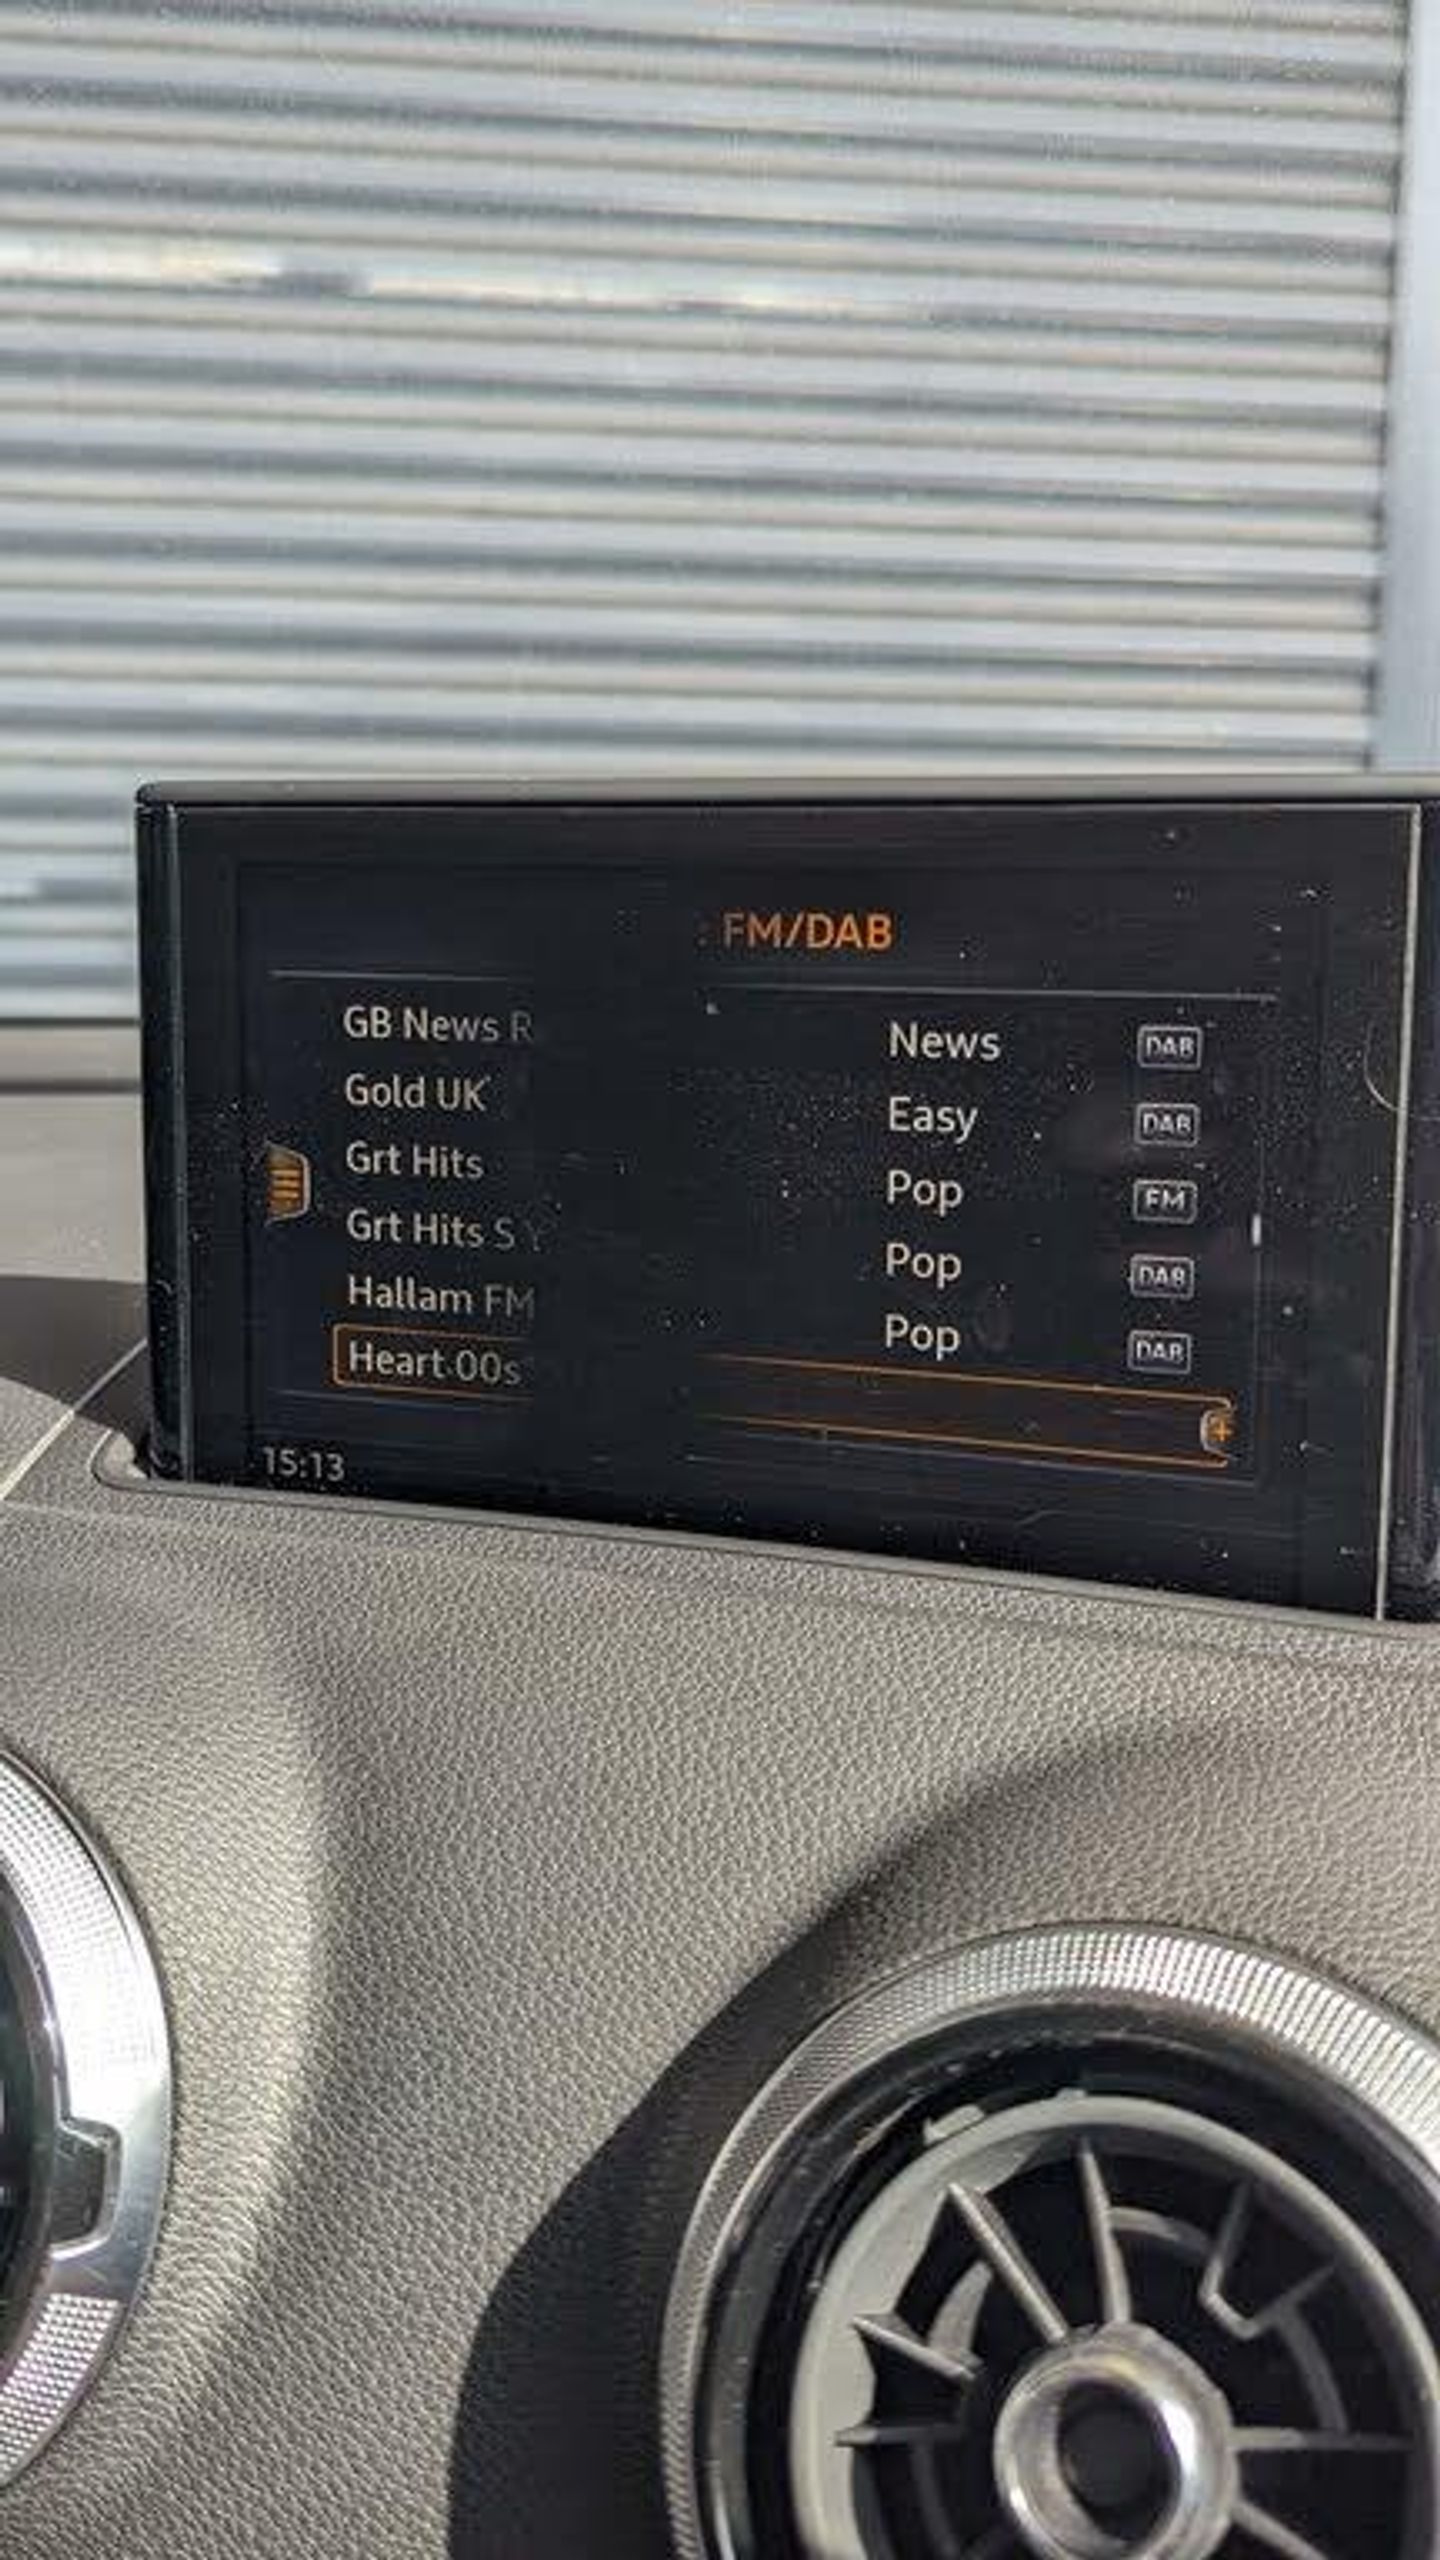 FM/DAB
GB News R News DAB
Gold UK Easy DAB
Grt Hits Pop FM
Grt Hits S Y Pop DAB
Hallam FM Pop DAB
Heart 00s
15:13